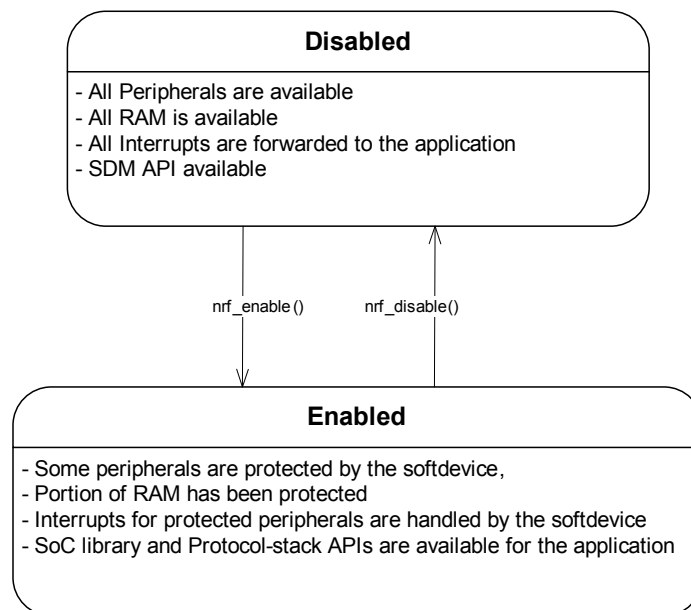 Disabled
- All Peripherals are available
- All RAM is available
- All Interrupts are forwarded to the application
- SDM API available
nrf_enable() nrf_disable()
Enabled
- Some peripherals are protected by the softdevice,
- Portion of RAM has been protected
- Interrupts for protected peripherals are handled by the softdevice
- SoC library and Protocol-stack APIs are available for the application